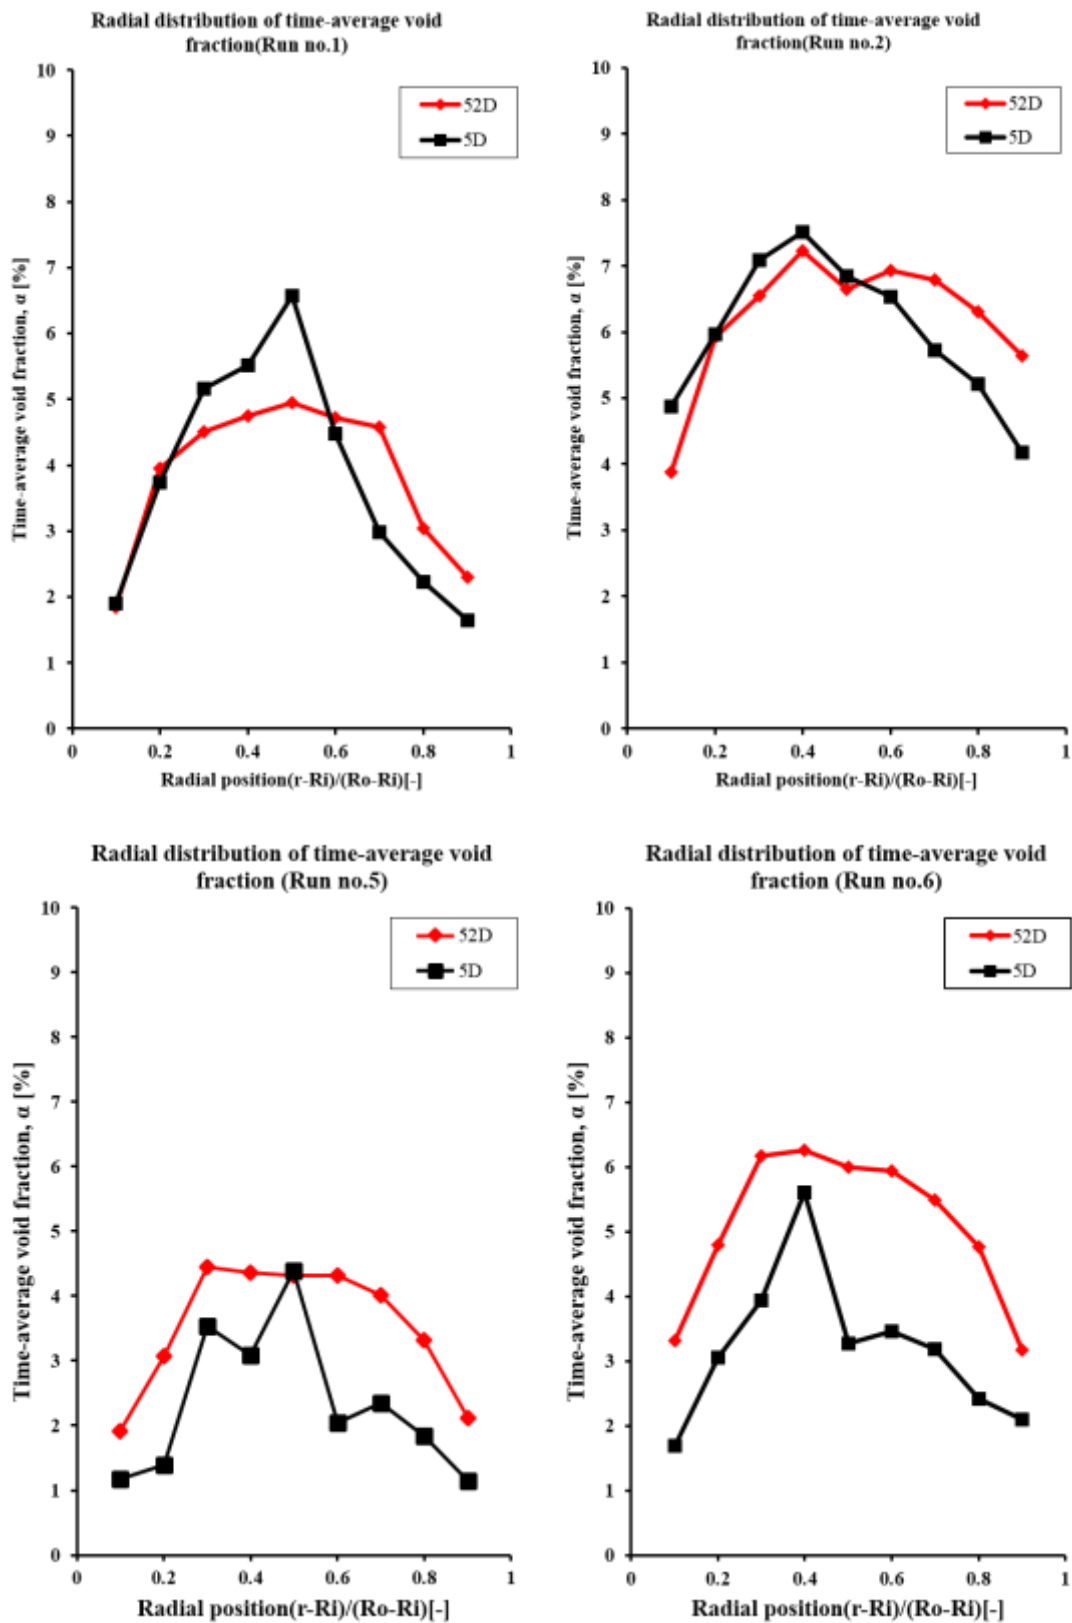 Radial distribution of time-average void
fraction(Run no.1)
10
9
8
7
6
5
4
3
2
1
0
Time-average void fraction, α [%]
52D
5D
0
0.2
0.4
0.6
0.8
1
Radial position(r-Ri)/(Ro-Ri)[-]
Radial distribution of time-average void
fraction(Run no.2)
10
9
8
7
6
5
4
3
2
1
0
Time-average void fraction, α [%]
52D
5D
0
0.2
0.4
0.6
0.8
1
Radial position(r-Ri)/(Ro-Ri)[-]
Radial distribution of time-average void
fraction (Run no.5)
10
9
8
7
6
5
4
3
2
1
0
Time-average void fraction, α [%]
52D
5D
0
0.2
0.4
0.6
0.8
1
Radial position(r-Ri)/(Ro-Ri)[-]
Radial distribution of time-average void
fraction (Run no.6)
10
9
8
7
6
5
4
3
2
1
0
Time-average void fraction, α [%]
52D
5D
0
0.2
0.4
0.6
0.8
1
Radial position(r-Ri)/(Ro-Ri)[-]